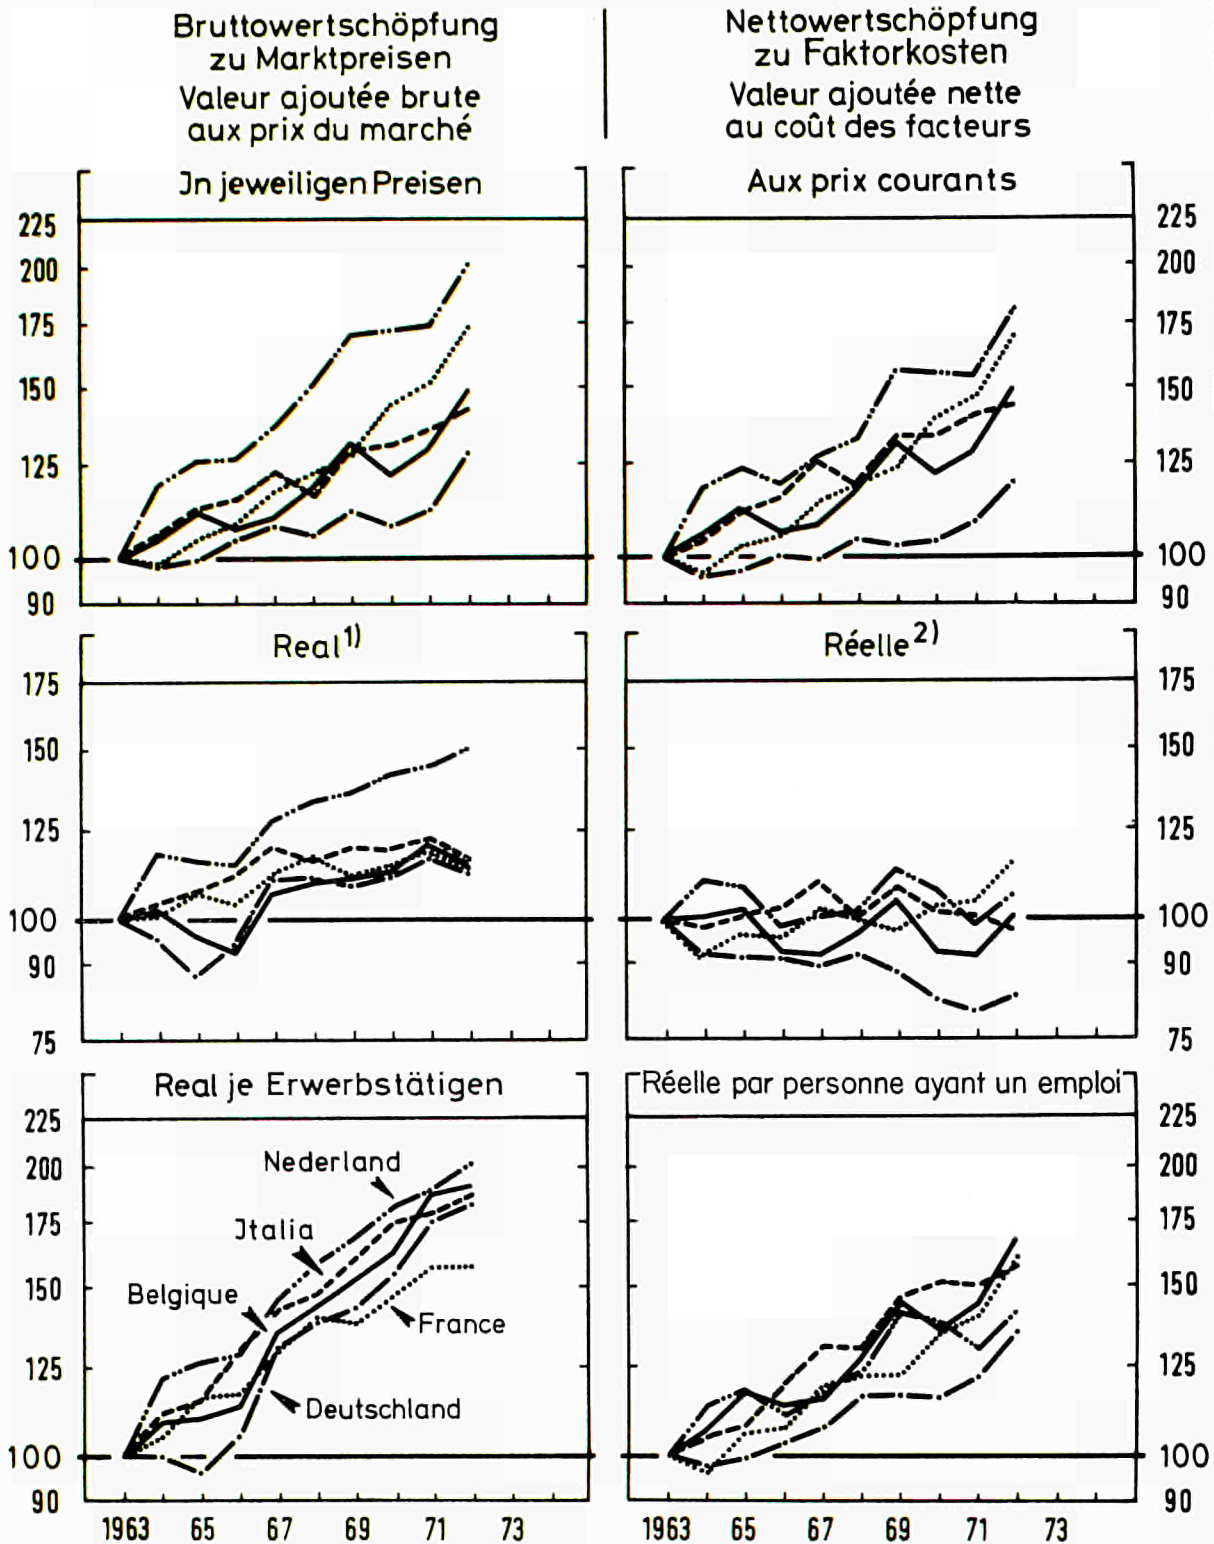 Bruttowertschöpfung
zu Marktpreisen
Valeur ajoutée brute
aux prix du marché
Nettowertschöpfung
zu Faktorkosten
Valeur ajoutée nette
au coût des facteurs
Jn jeweiligen Preisen
225
200
175
150
125
100
90
Aux prix courants
225
200
175
150
125
100
90
Real 1)
175
150
125
100
90
75
Réelle 2)
175
150
125
100
90
75
Real je Erwerbstätigen
225
200
175
150
125
100
90
Nederland
Jtalia
Belgique
France
Deutschland
1963 65 67 69 71 73
Réelle par personne ayant un emploi
225
200
175
150
125
100
90
1963 65 67 69 71 73